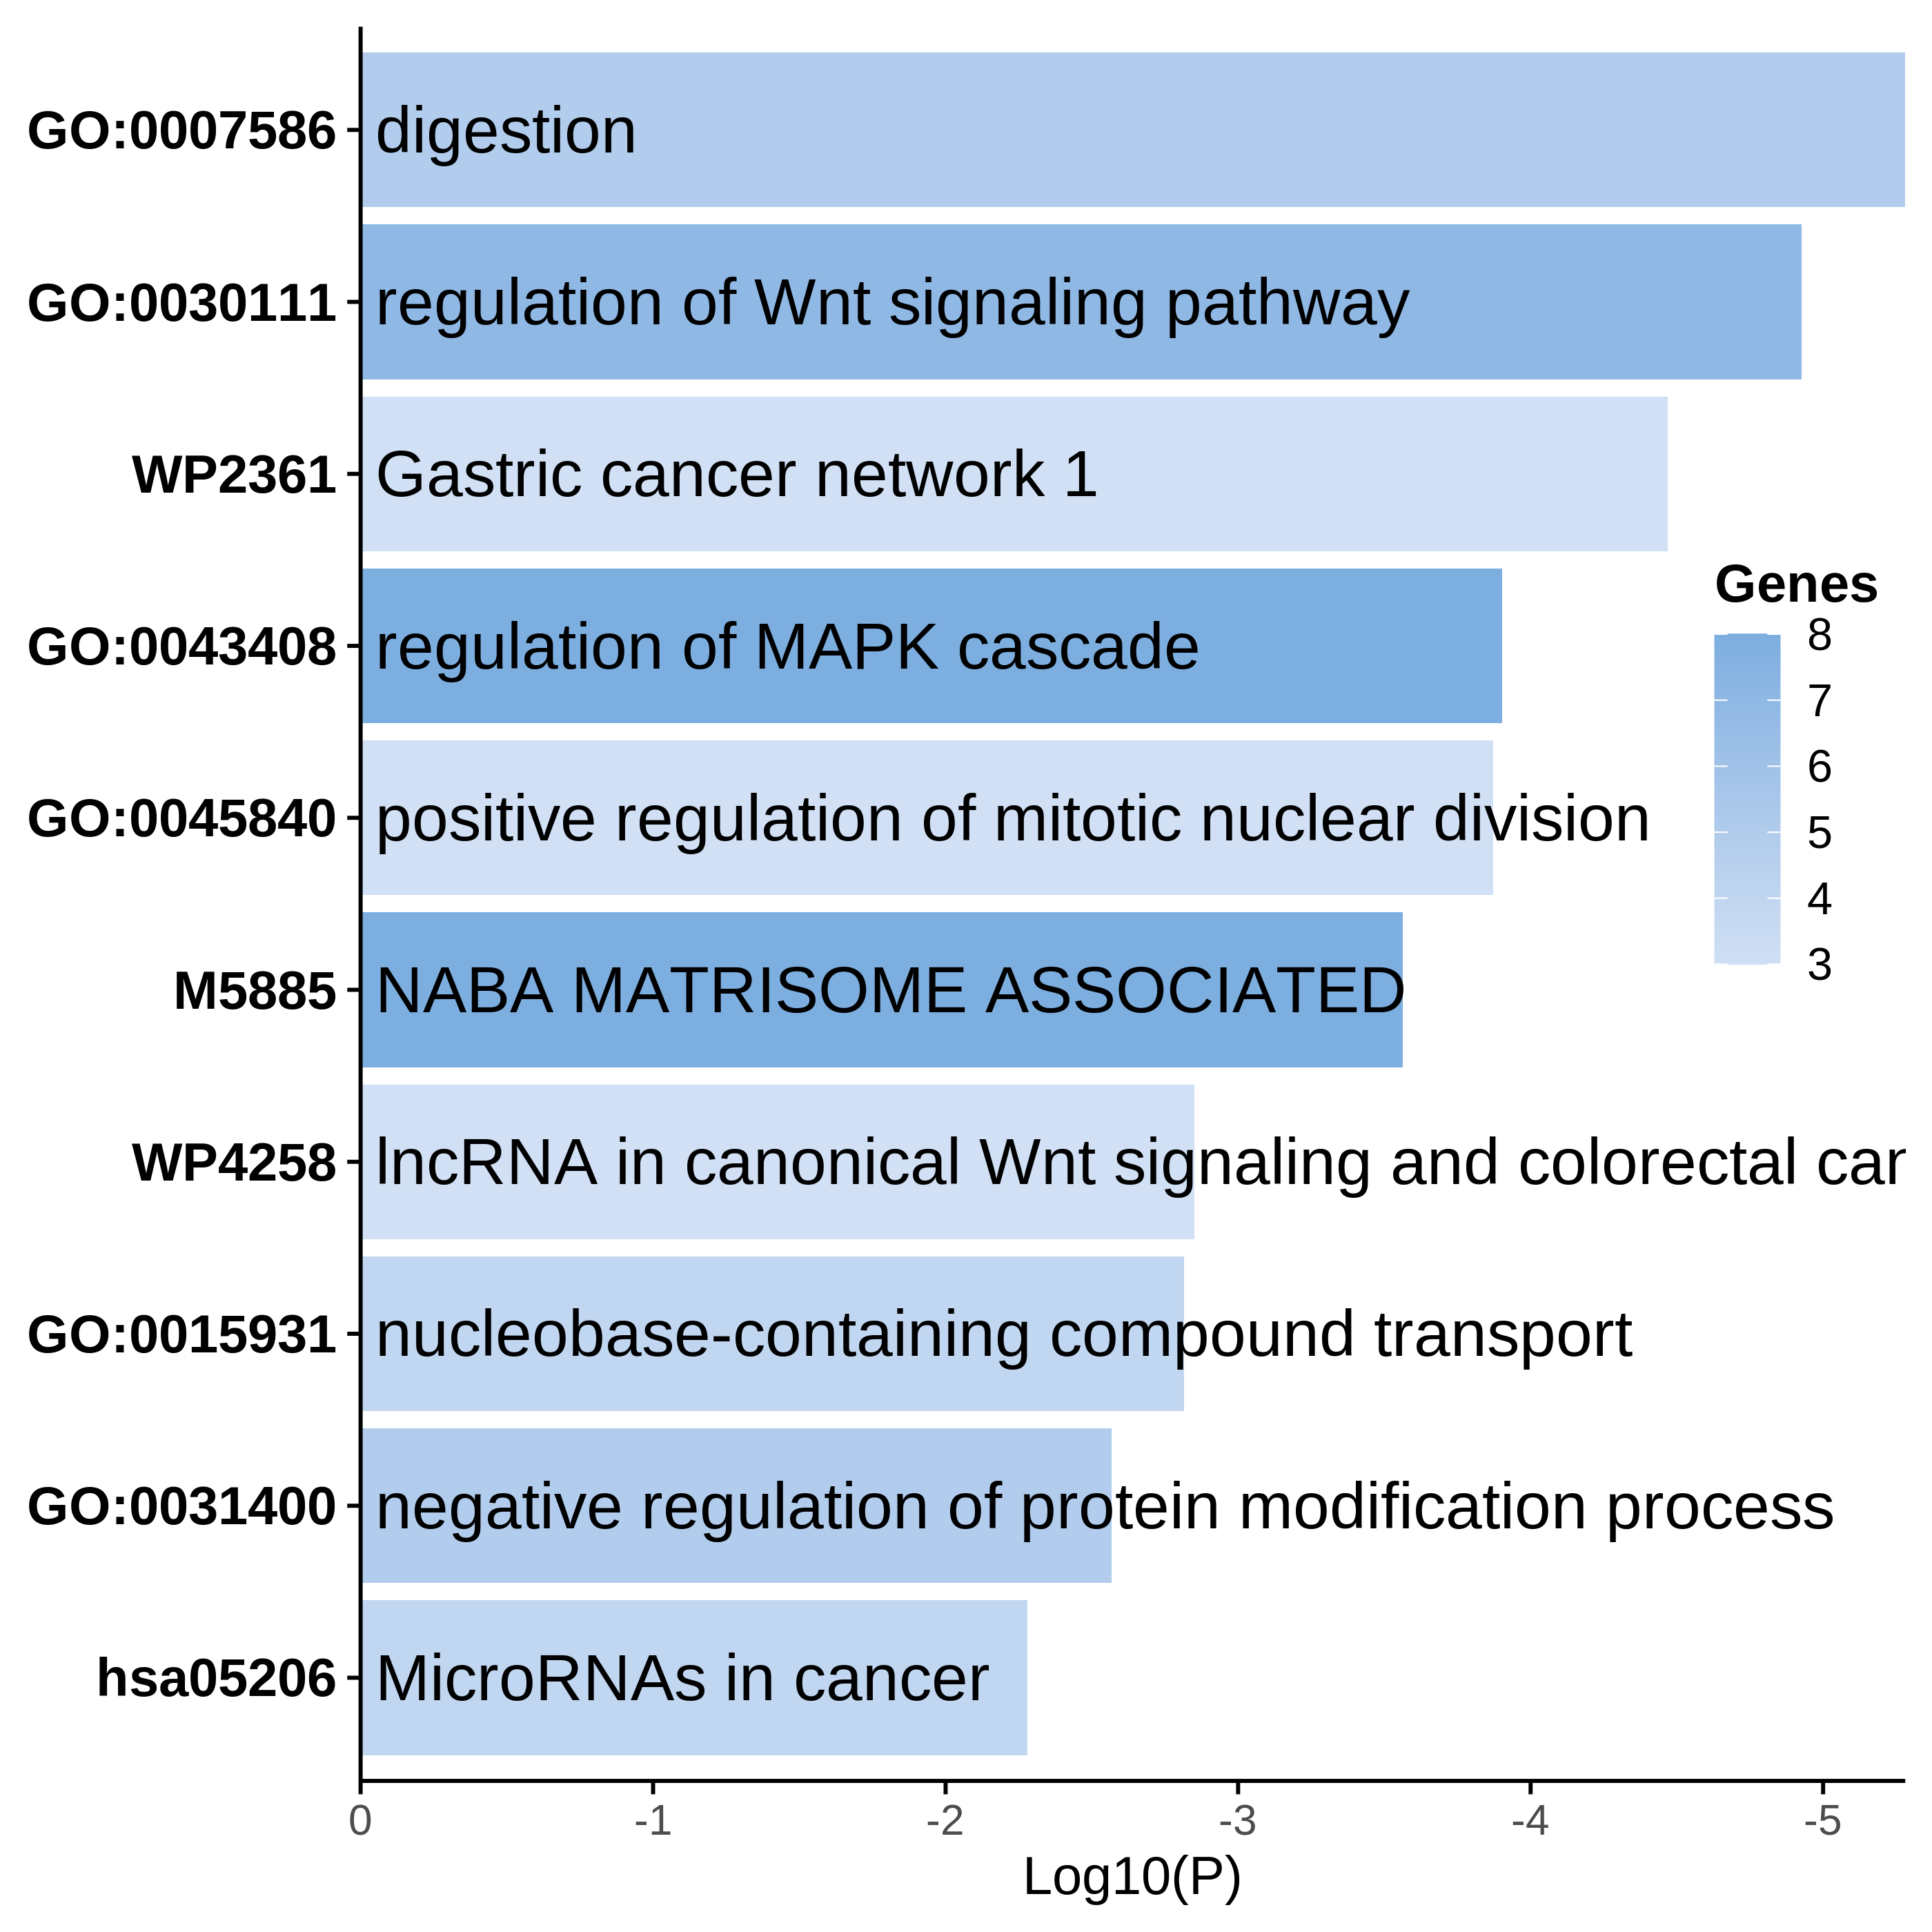 GO:0007586 digestion
GO:0030111 regulation of Wnt signaling pathway
WP2361 Gastric cancer network 1
GO:0043408 regulation of MAPK cascade
GO:0045840 positive regulation of mitotic nuclear division
M5885 NABA MATRISOME ASSOCIATED
WP4258 lncRNA in canonical Wnt signaling and colorectal
GO:0015931 nucleobase-containing compound transport
GO:0031400 negative regulation of protein modification process
hsa05206 MicroRNAs in cancer
Genes
8
7
6
5
4
3
0 -1 -2 -3 -4 -5
Log10(P)